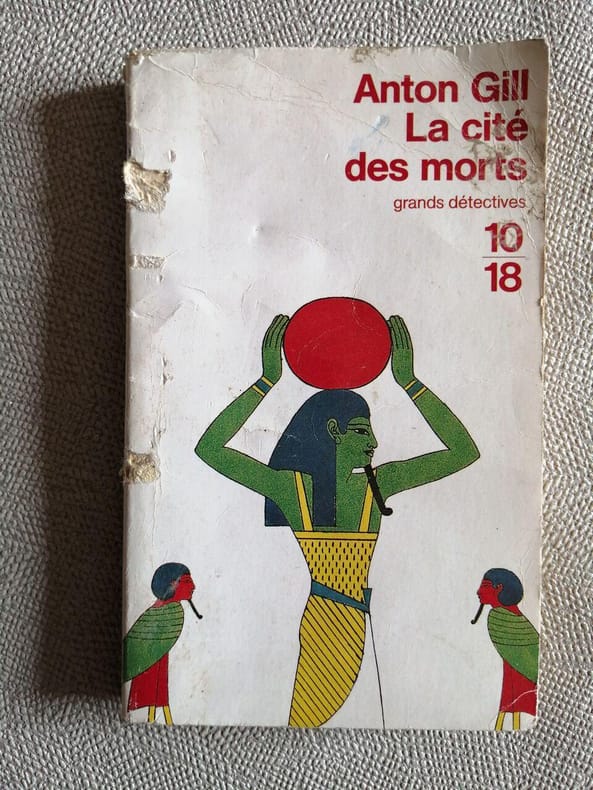 Anton Gill
La cité
des morts
grands détectives
10
18